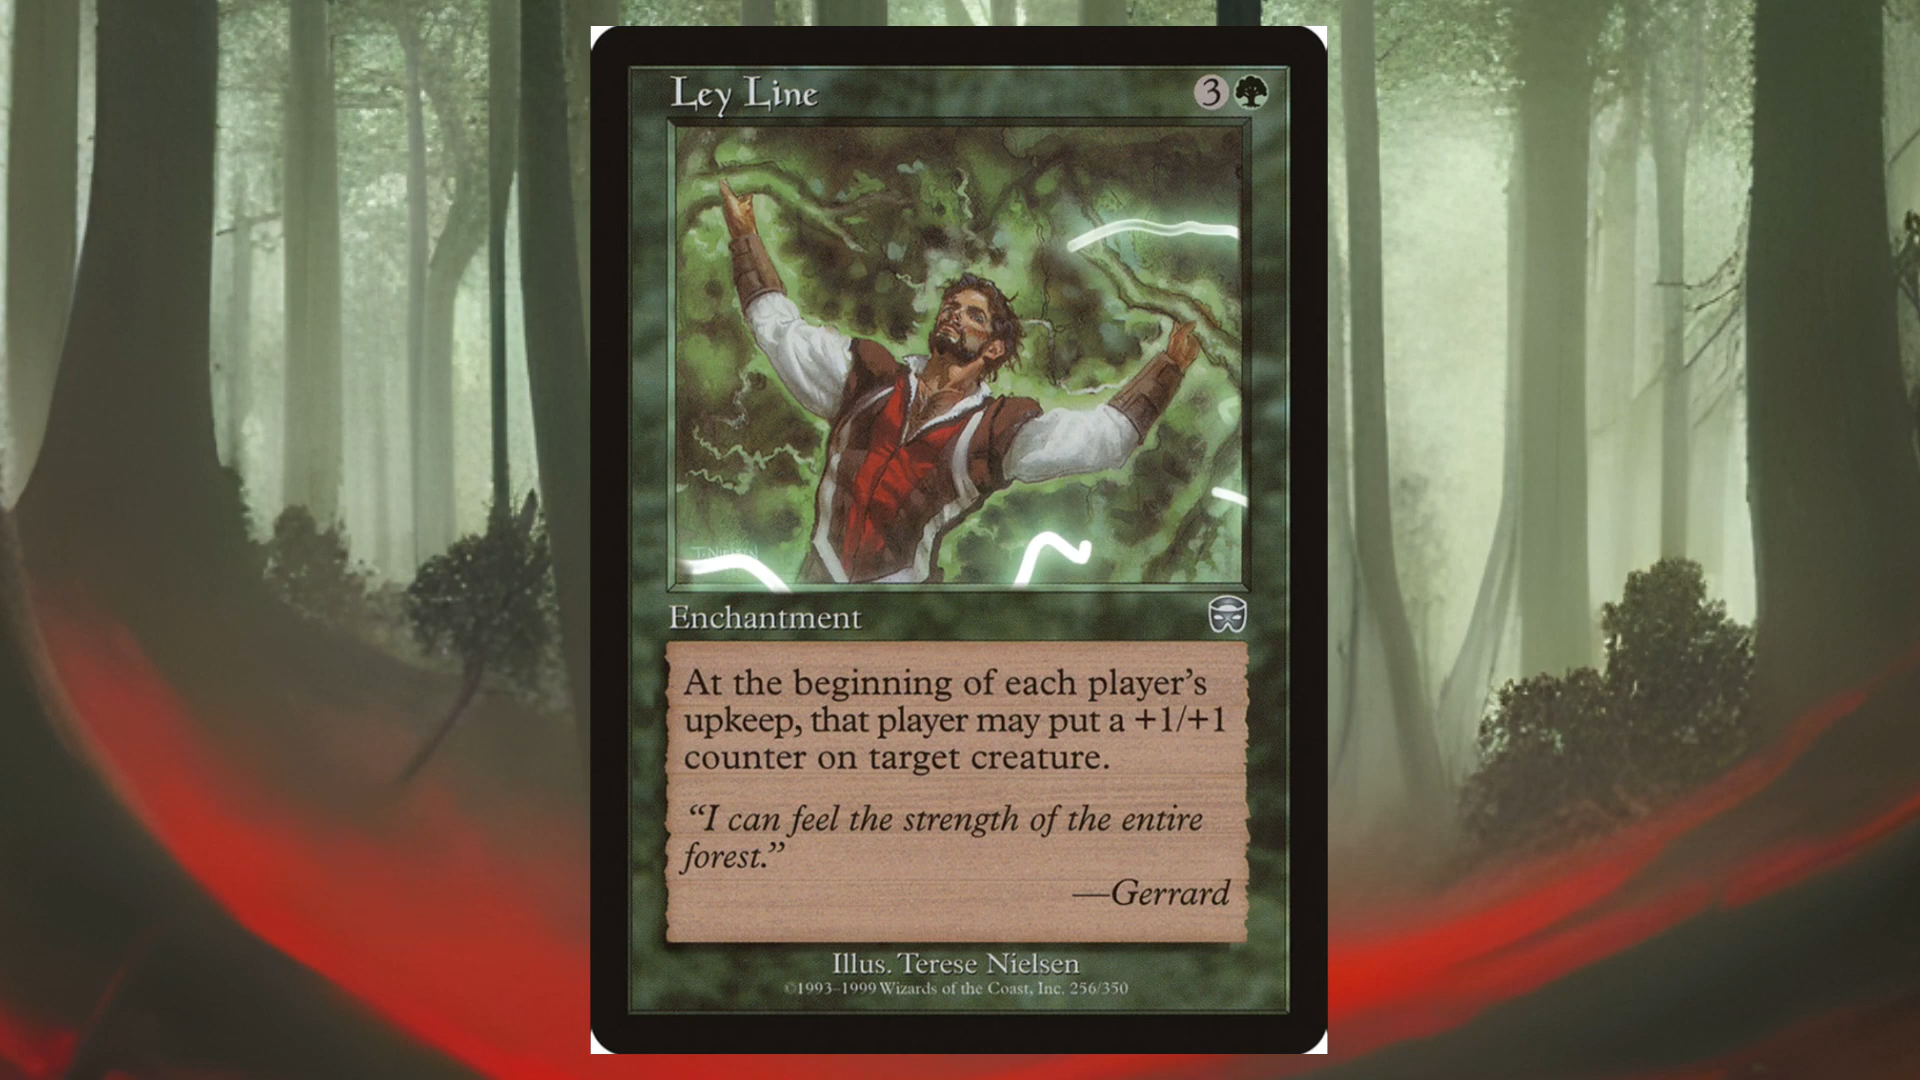 Ley Line
3
T. Nielsen
Enchantment
At the beginning of each player's
upkeep, that player may put a +1/+1
counter on target creature.
“I can feel the strength of the entire
forest.”
—Gerrard
Illus. Terese Nielsen
©1993–1999 Wizards of the Coast, Inc. 256/350